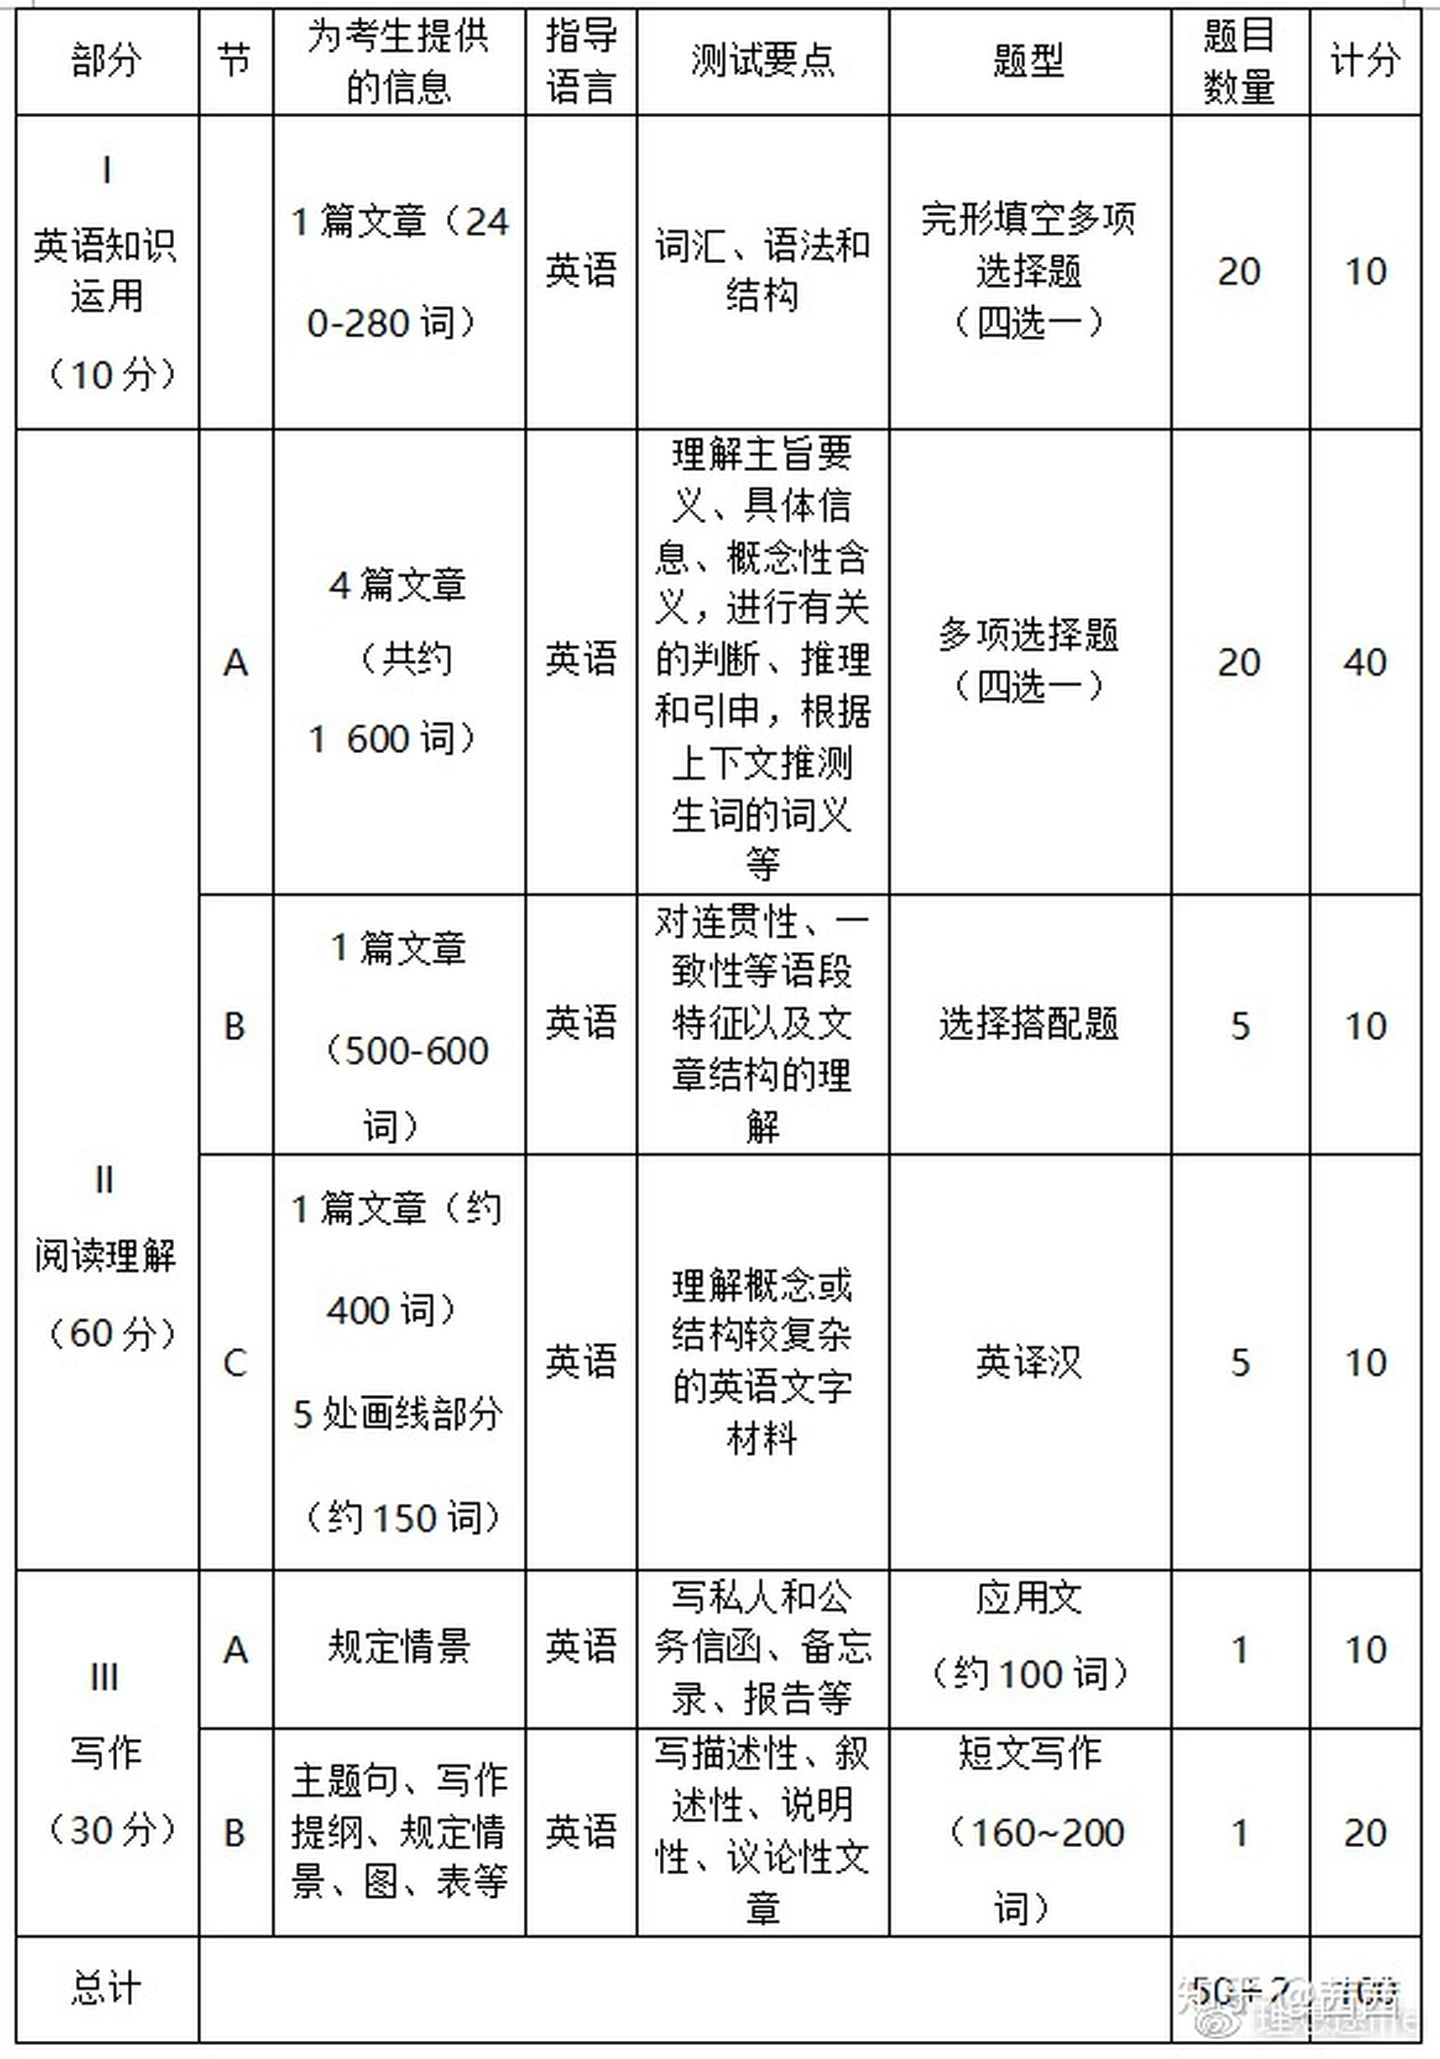 部分
节
为考生提供
的信息
指导
语言
测试要点
题型
题目
数量
计分
I
英语知识
运用
（10分）
1篇文章（24
0-280词）
英语
词汇、语法和
结构
完形填空多项
选择题
（四选一）
20
10
II
阅读理解
（60分）
A
4篇文章
（共约
1 600词）
英语
理解主旨要
义、具体信
息、概念性含
义，进行有关
的判断、推理
和引申，根据
上下文推测
生词的词义
等
多项选择题
（四选一）
20
40
B
1篇文章
（500-600
词）
英语
对连贯性、一
致性等语段
特征以及文
章结构的理
解
选择搭配题
5
10
C
1篇文章（约
400词）
5处画线部分
（约150词）
英语
理解概念或
结构较复杂
的英语文字
材料
英译汉
5
10
III
写作
（30分）
A
规定情景
英语
写私人和公
务信函、备忘
录、报告等
应用文
（约100词）
1
10
B
主题句、写作
提纲、规定情
景、图、表等
英语
写描述性、叙
述性、说明
性、议论性文
章
短文写作
（160~200
词）
1
20
总计
50+2
100
知乎 @茜茜